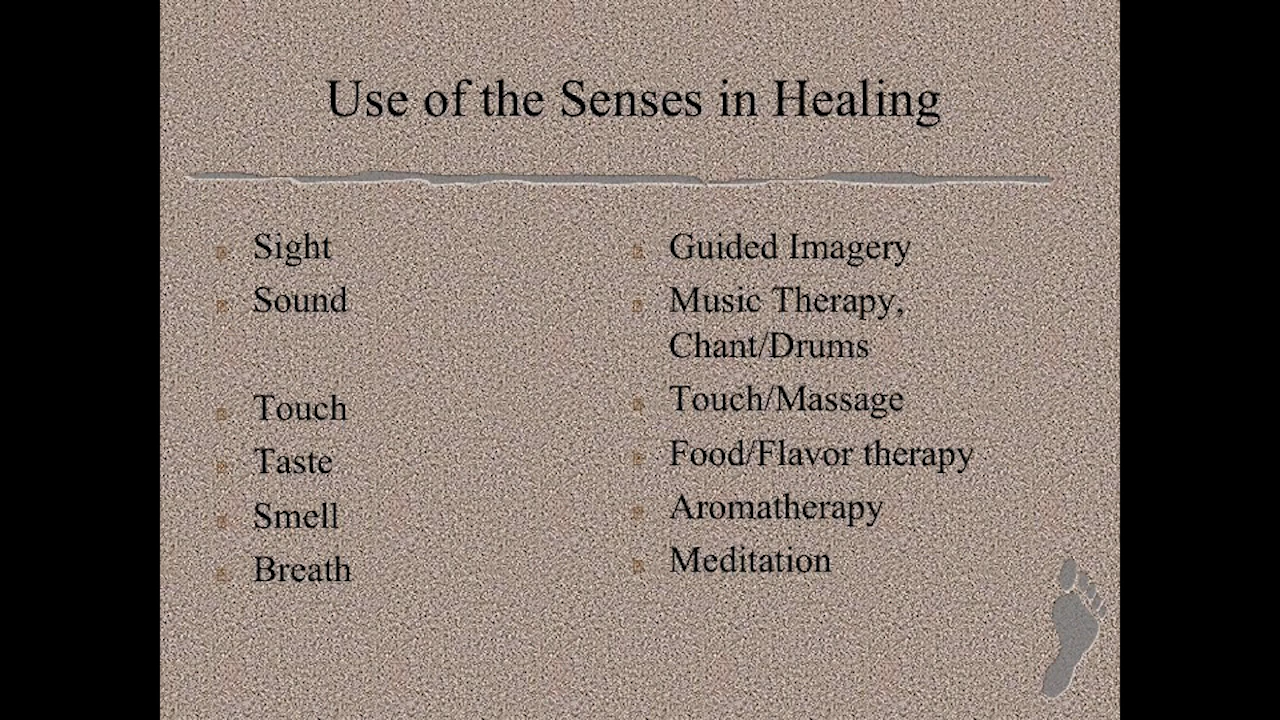 Use of the Senses in Healing
Sight
Sound
Touch
Taste
Smell
Breath
Guided Imagery
Music Therapy,
Chant/Drums
Touch/Massage
Food/Flavor therapy
Aromatherapy
Meditation